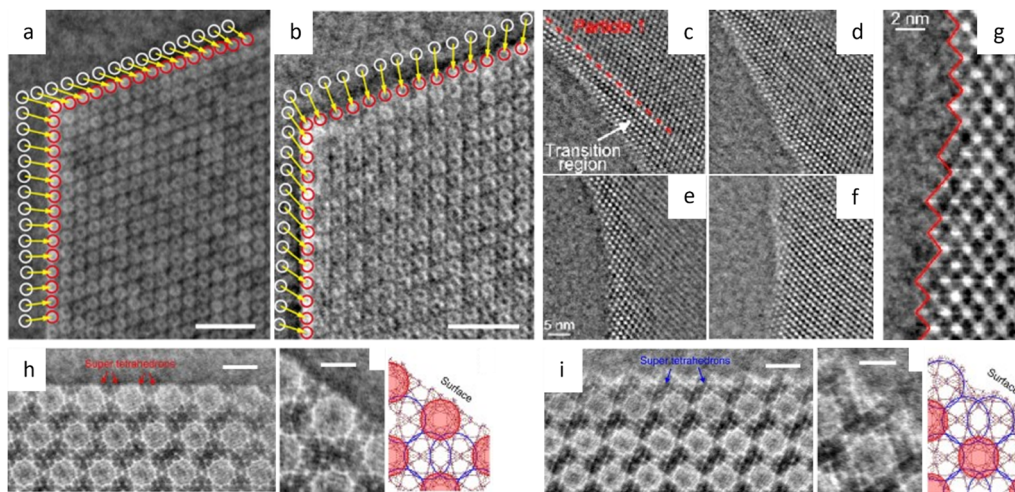 a
b
Particle 1
c
Transition
region
d
2 nm
g
e
5 nm
f
h
Super tetrahedrons
Surface
i
Super tetrahedrons
Surface